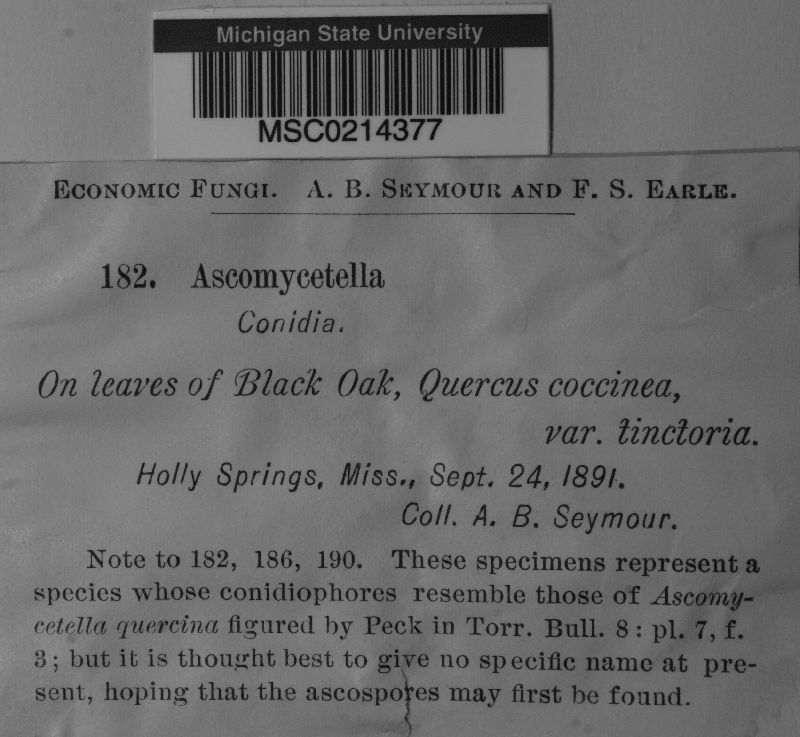 Michigan State University
MSC0214377
Economic Fungi. A. B. Seymour and F. S. Earle.
182. Ascomycetella
Conidia.
On leaves of Black Oak, Quercus coccinea,
var. tinctoria.
Holly Springs, Miss., Sept. 24, 1891.
Coll. A. B. Seymour.
Note to 182, 186, 190. These specimens represent a
species whose conidiophores resemble those of Ascomy-
cetella quercina figured by Peck in Torr. Bull. 8 : pl. 7, f.
3 ; but it is thought best to give no specific name at pre-
sent, hoping that the ascospores may first be found.